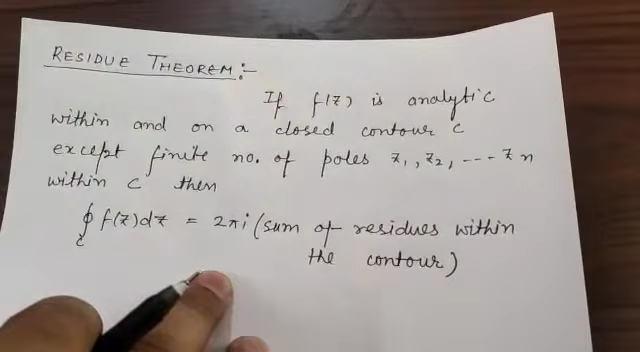 RESIDUE THEOREM:-
If f(z) is analytic
within and on a closed contour c
except finite no. of poles z₁, z₂, ---- zn
within c then
∮c f(z)dz = 2πi (sum of residues within
the contour)